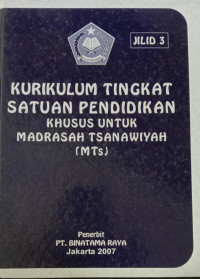 JILID 3
KURIKULUM TINGKAT
SATUAN PENDIDIKAN
KHUSUS UNTUK
MADRASAH TSANAWIYAH
(MTs)
Penerbit
PT. BINATAMA RAYA
Jakarta 2007